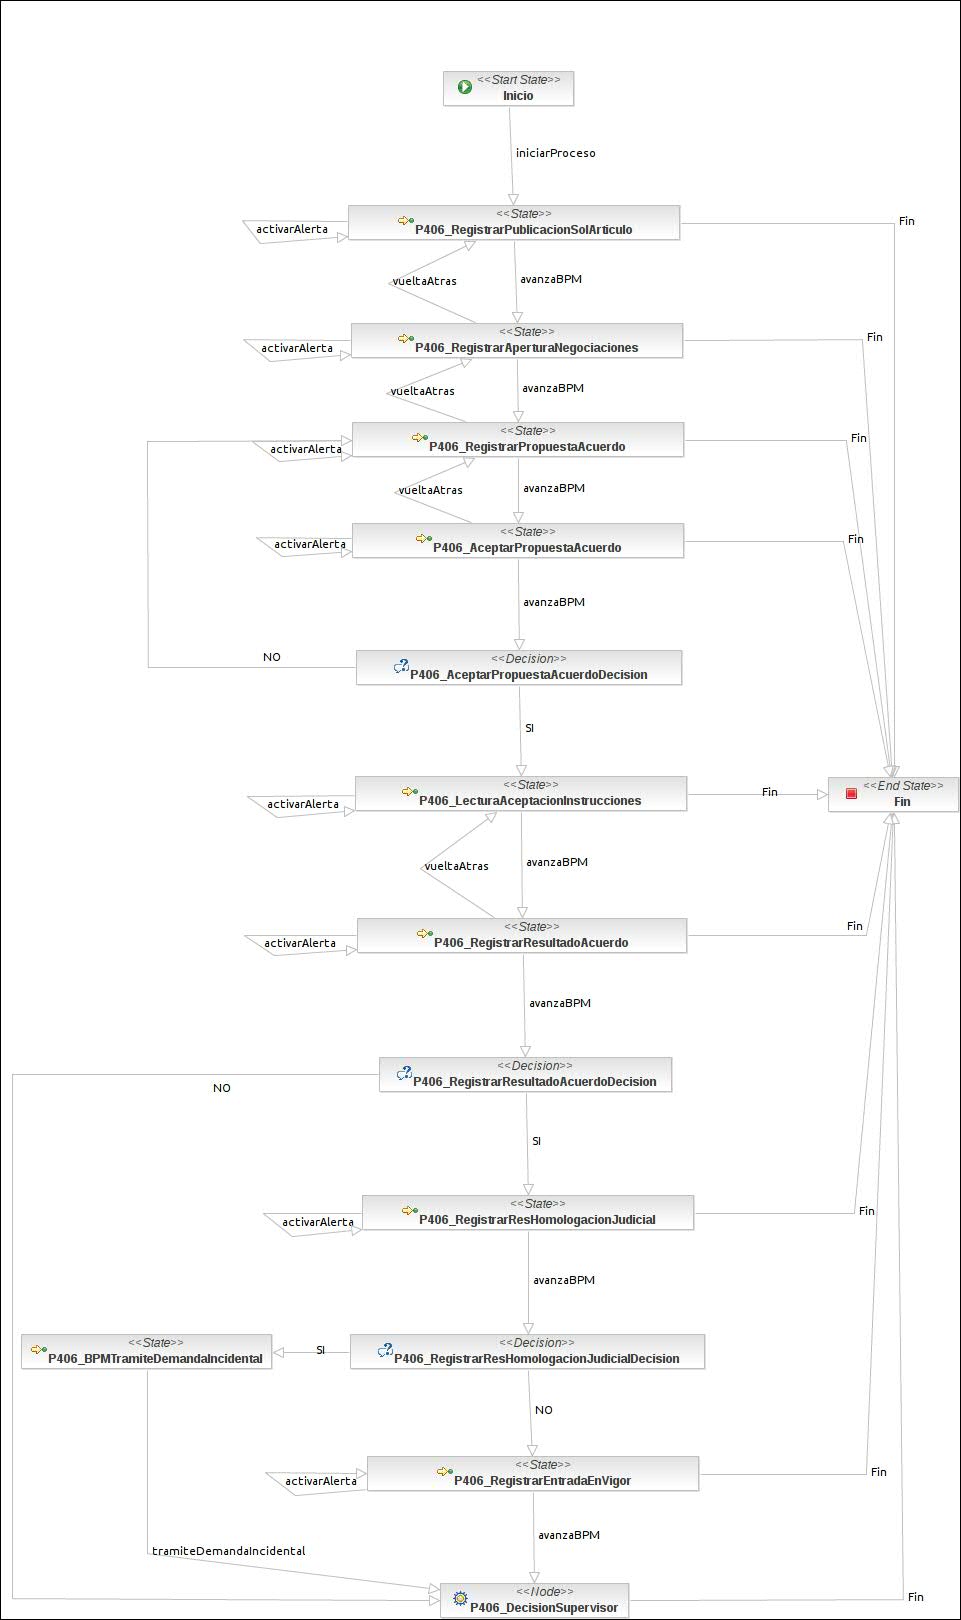 <<Start State>>
Inicio
iniciarProceso
<<State>>
P406_RegistrarPublicacionSolArticulo
activarAlerta
Fin
vueltaAtras
avanzaBPM
<<State>>
P406_RegistrarAperturaNegociaciones
activarAlerta
Fin
vueltaAtras
avanzaBPM
<<State>>
P406_RegistrarPropuestaAcuerdo
activarAlerta
Fin
vueltaAtras
avanzaBPM
<<State>>
P406_AceptarPropuestaAcuerdo
activarAlerta
Fin
avanzaBPM
NO
<<Decision>>
P406_AceptarPropuestaAcuerdoDecision
SI
<<State>>
P406_LecturaAceptacionInstrucciones
activarAlerta
Fin
<<End State>>
Fin
vueltaAtras
avanzaBPM
<<State>>
P406_RegistrarResultadoAcuerdo
activarAlerta
Fin
avanzaBPM
<<Decision>>
P406_RegistrarResultadoAcuerdoDecision
NO
SI
<<State>>
P406_RegistrarResHomologacionJudicial
activarAlerta
Fin
avanzaBPM
<<State>>
P406_BPMTramiteDemandaIncidental
SI
<<Decision>>
P406_RegistrarResHomologacionJudicialDecision
NO
<<State>>
P406_RegistrarEntradaEnVigor
activarAlerta
Fin
avanzaBPM
tramiteDemandaIncidental
<<Node>>
P406_DecisionSupervisor
Fin